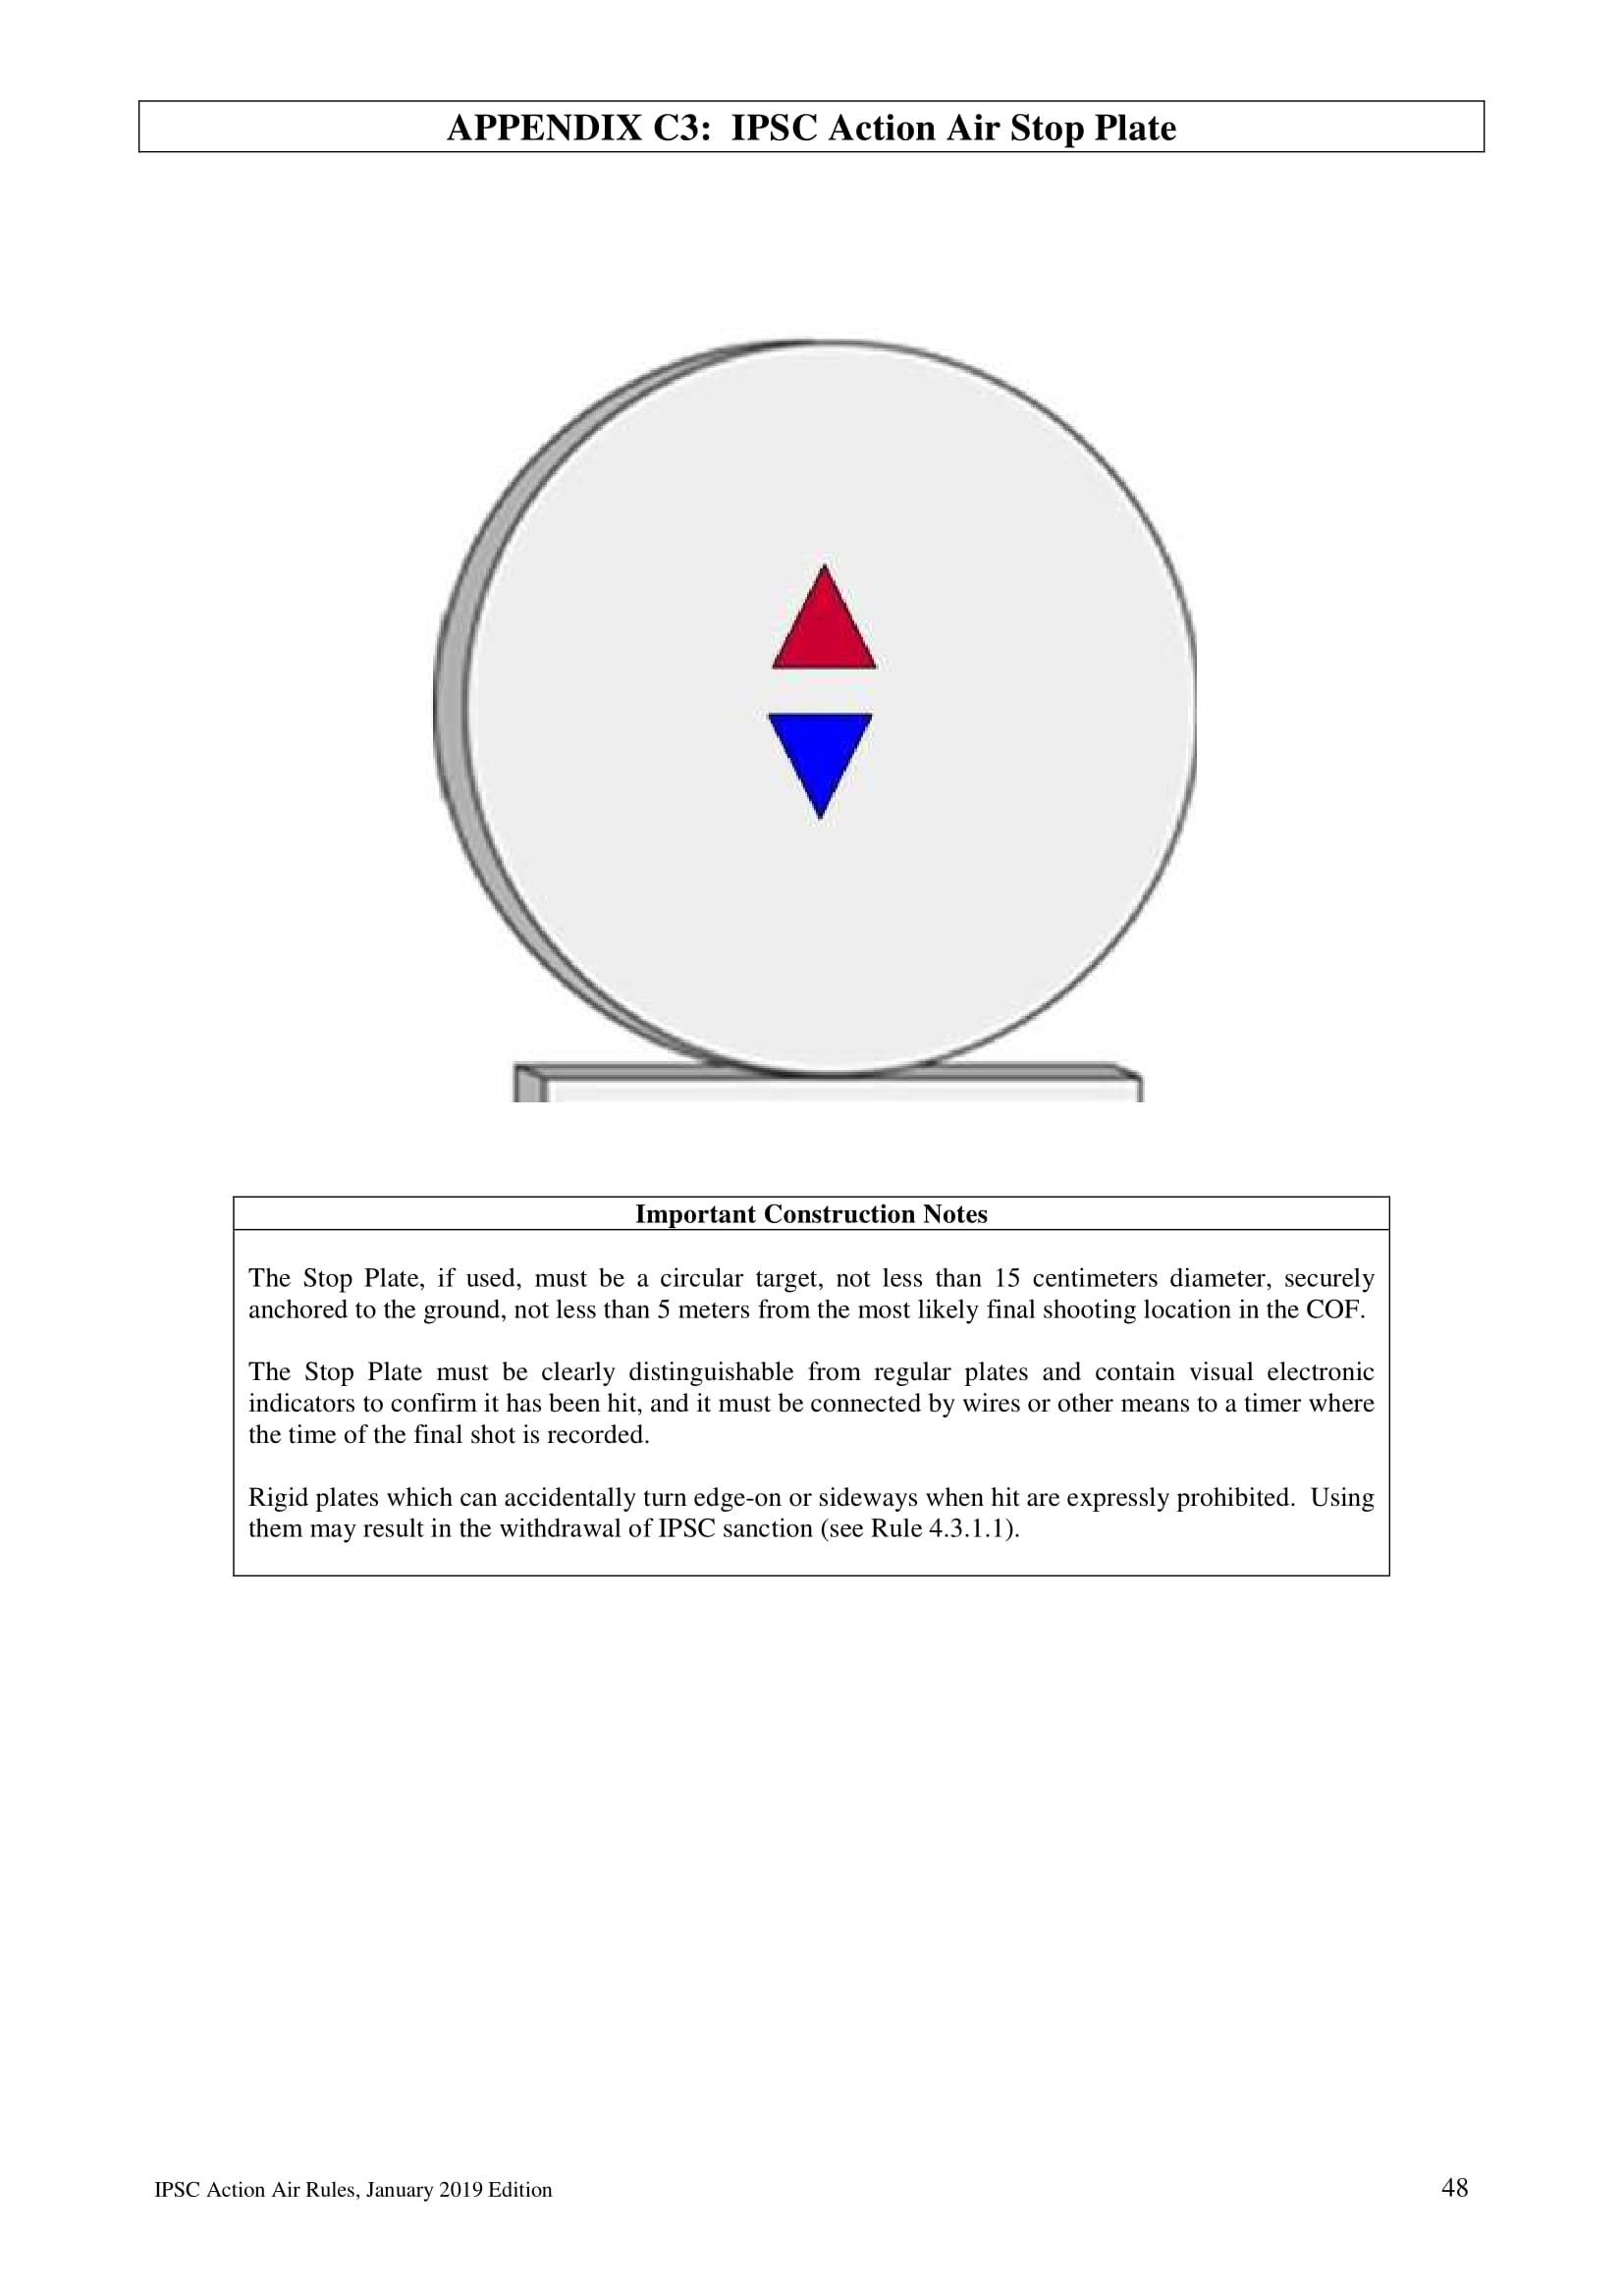 APPENDIX C3:  IPSC Action Air Stop Plate
Important Construction Notes
The Stop Plate, if used, must be a circular target, not less than 15 centimeters diameter, securely
anchored to the ground, not less than 5 meters from the most likely final shooting location in the COF.
The Stop Plate must be clearly distinguishable from regular plates and contain visual electronic
indicators to confirm it has been hit, and it must be connected by wires or other means to a timer where
the time of the final shot is recorded.
Rigid plates which can accidentally turn edge-on or sideways when hit are expressly prohibited.  Using
them may result in the withdrawal of IPSC sanction (see Rule 4.3.1.1).
IPSC Action Air Rules, January 2019 Edition
48